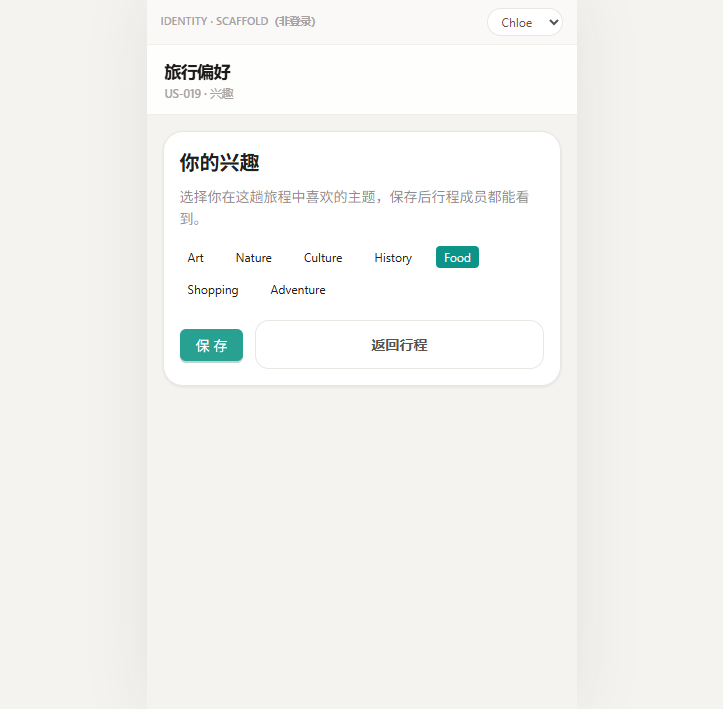 IDENTITY · SCAFFOLD（非登录）
Chloe
旅行偏好
US-019 · 兴趣
你的兴趣
选择你在这趟旅程中喜欢的主题，保存后行程成员都能看
到。
Art Nature Culture History Food
Shopping Adventure
保 存 返回行程